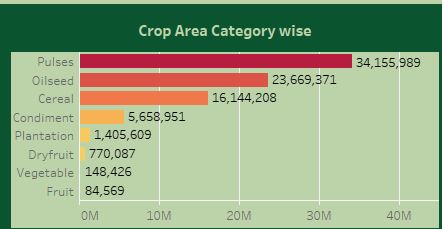 Crop Area Category wise
Pulses 34,155,989
Oilseed 23,669,371
Cereal 16,144,208
Condiment 5,658,951
Plantation 1,405,609
Dryfruit 770,087
Vegetable 148,426
Fruit 84,569
0M 10M 20M 30M 40M